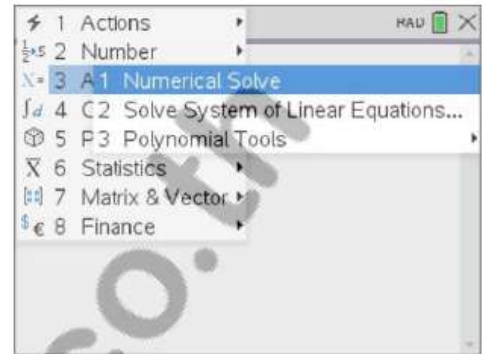 1 Actions RAD
2 Number
3 A 1 Numerical Solve
4 C 2 Solve System of Linear Equations...
5 P 3 Polynomial Tools
6 Statistics
7 Matrix & Vector
8 Finance